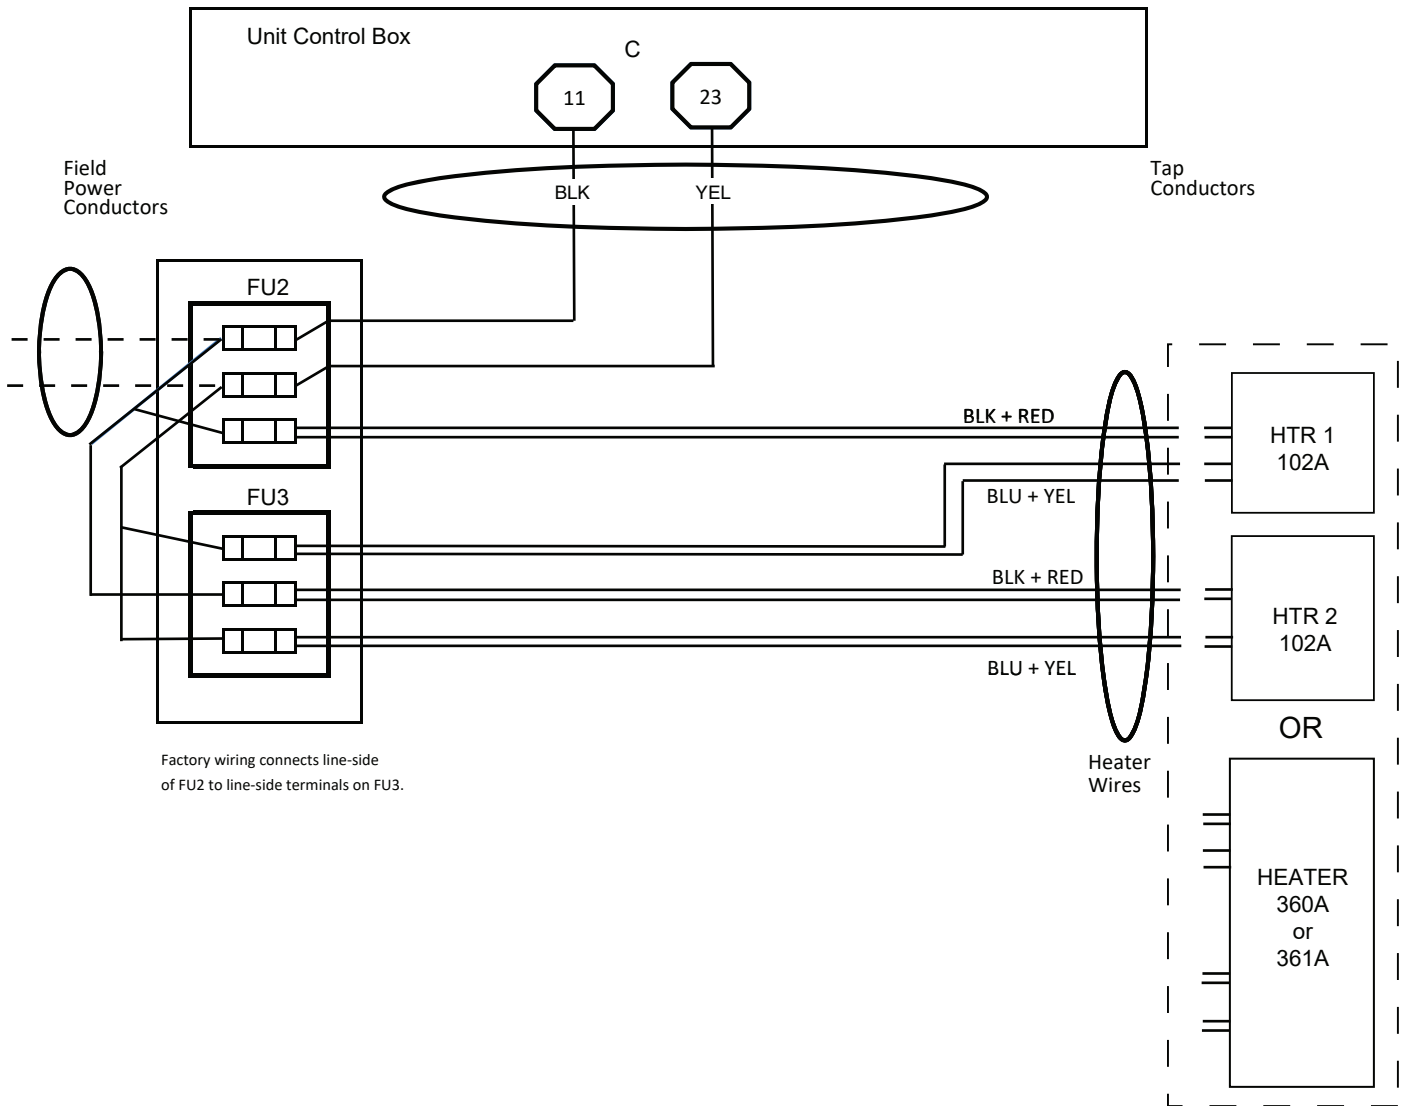 Unit Control Box
C
11
23
Field
Power
Conductors
Tap
Conductors
BLK
YEL
FU2
BLK + RED
HTR 1
102A
FU3
BLU + YEL
BLK + RED
HTR 2
102A
BLU + YEL
OR
Factory wiring connects line-side
of FU2 to line-side terminals on FU3.
Heater
Wires
HEATER
360A
or
361A